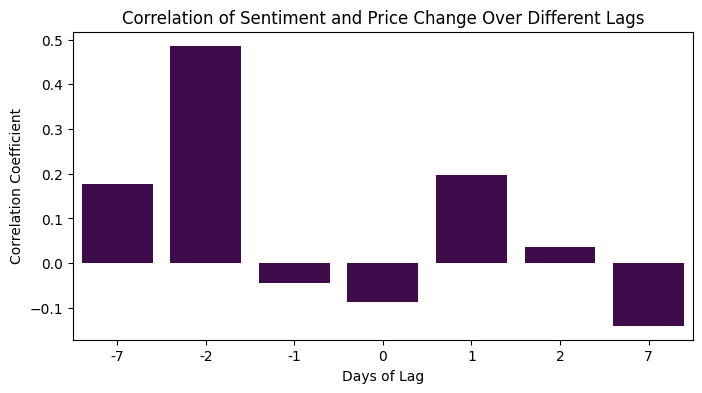 Correlation of Sentiment and Price Change Over Different Lags
Correlation Coefficient
0.5
0.4
0.3
0.2
0.1
0.0
−0.1
-7 -2 -1 0 1 2 7
Days of Lag